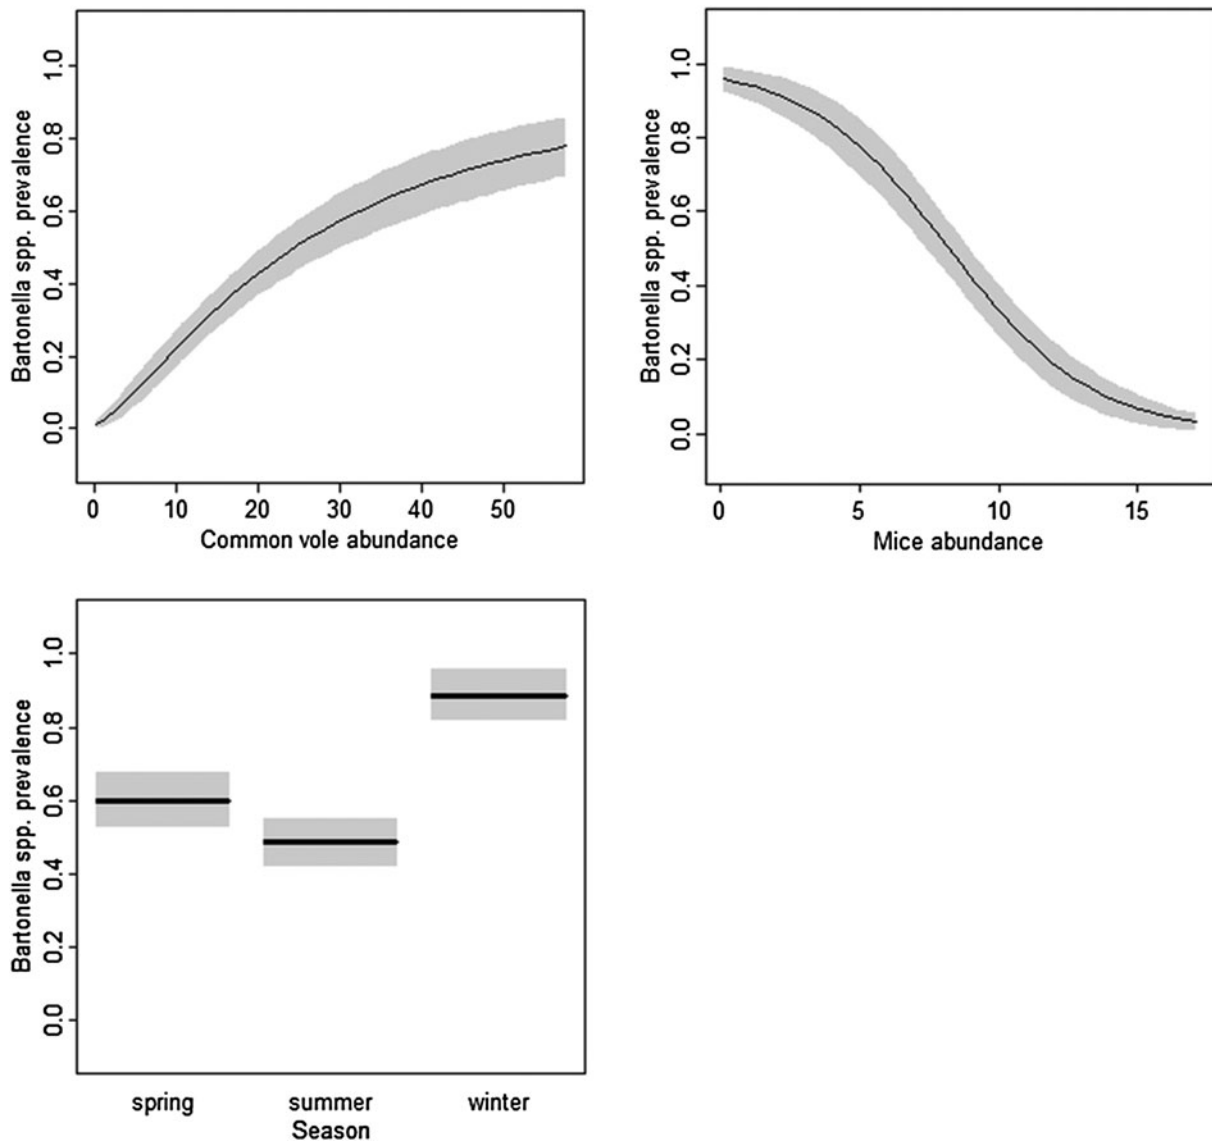 Bartonella spp. prevalence
0.0 0.2 0.4 0.6 0.8 1.0
0 10 20 30 40 50
Common vole abundance
Bartonella spp. prevalence
0.0 0.2 0.4 0.6 0.8 1.0
0 5 10 15
Mice abundance
Bartonella spp. prevalence
0.0 0.2 0.4 0.6 0.8 1.0
spring summer winter
Season